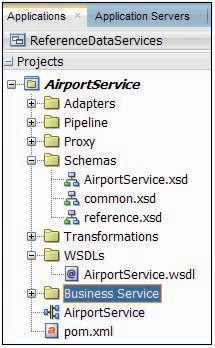 Applications
Application Servers
ReferenceDataServices
Projects
AirportService
Adapters
Pipeline
Proxy
Schemas
AirportService.xsd
common.xsd
reference.xsd
Transformations
WSDLs
AirportService.wsdl
Business Service
AirportService
pom.xml